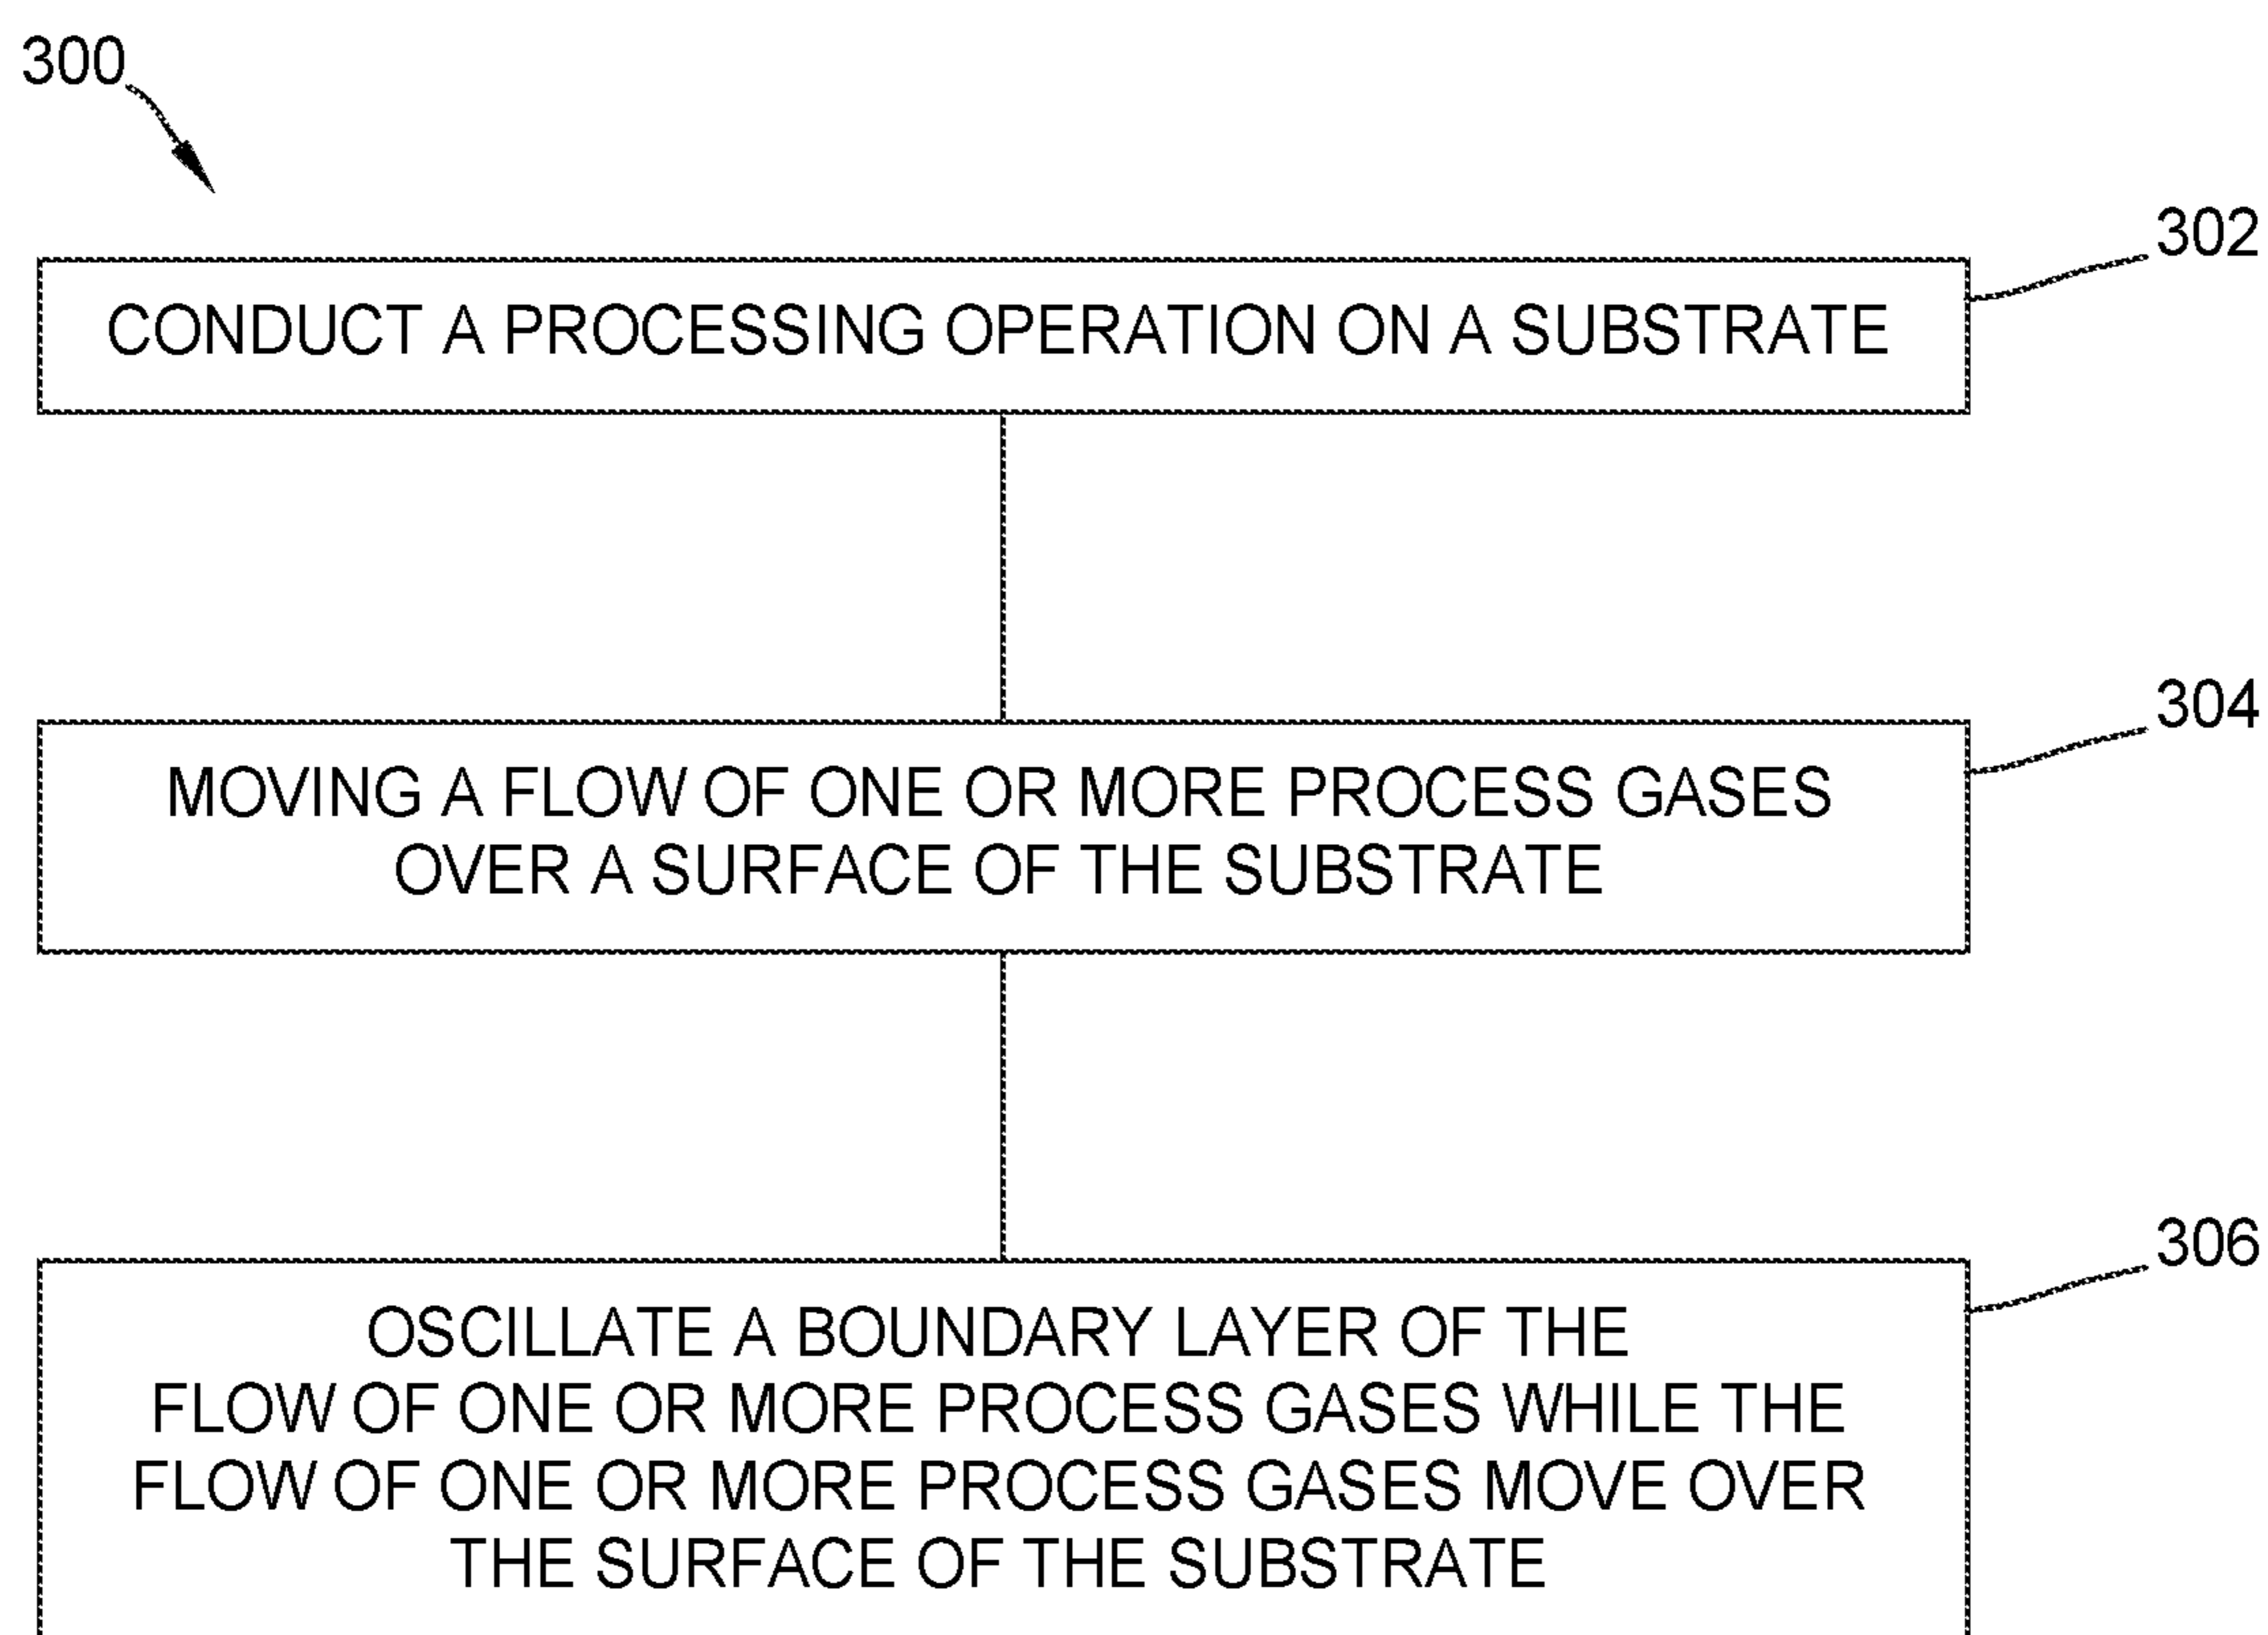 300
302
CONDUCT A PROCESSING OPERATION ON A SUBSTRATE
304
MOVING A FLOW OF ONE OR MORE PROCESS GASES
OVER A SURFACE OF THE SUBSTRATE
306
OSCILLATE A BOUNDARY LAYER OF THE
FLOW OF ONE OR MORE PROCESS GASES WHILE THE
FLOW OF ONE OR MORE PROCESS GASES MOVE OVER
THE SURFACE OF THE SUBSTRATE